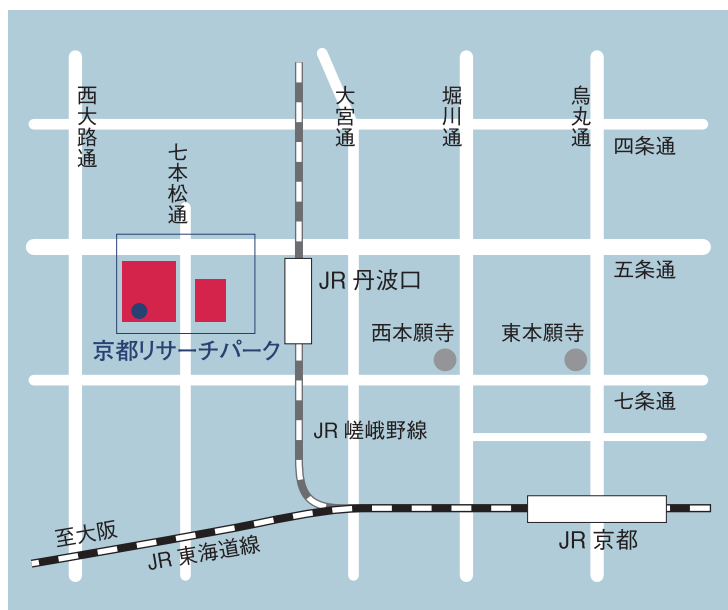 西大路通
七本松通
大宮通
堀川通
烏丸通
四条通
五条通
JR 丹波口
京都リサーチパーク
西本願寺
東本願寺
七条通
JR 嵯峨野線
至大阪
JR 東海道線
JR 京都